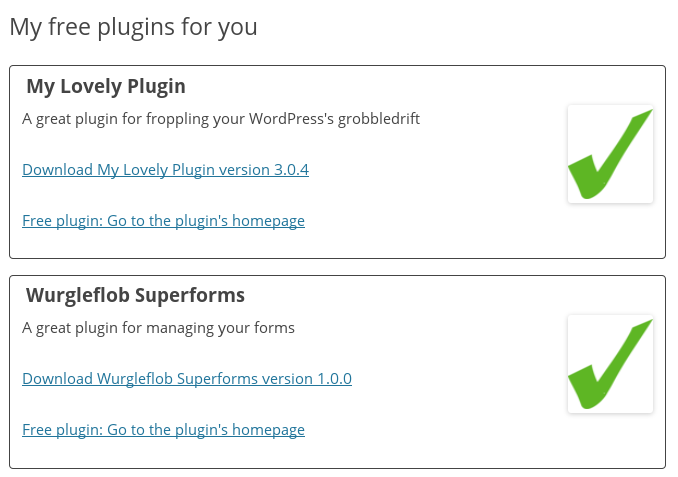 My free plugins for you
My Lovely Plugin
A great plugin for froppling your WordPress's grobbledrift
Download My Lovely Plugin version 3.0.4
Free plugin: Go to the plugin's homepage
Wurgleflob Superforms
A great plugin for managing your forms
Download Wurgleflob Superforms version 1.0.0
Free plugin: Go to the plugin's homepage